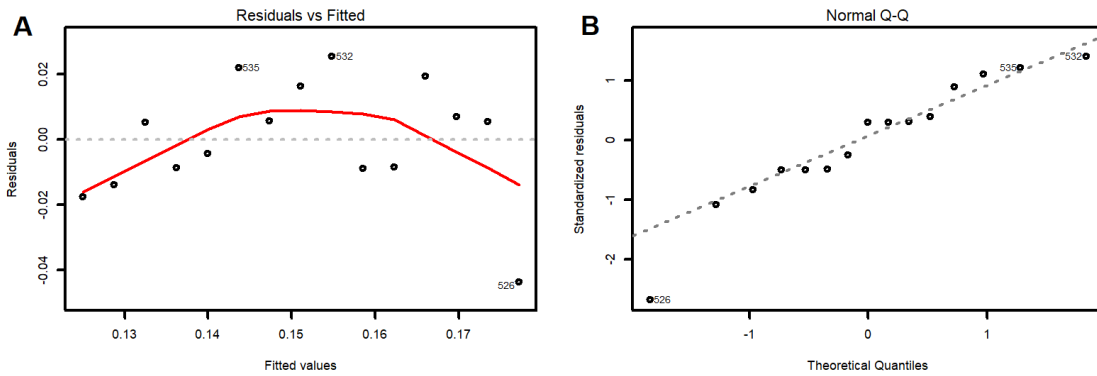 A
Residuals vs Fitted
Residuals
0.02
0.00
-0.02
-0.04
535
532
526
0.13
0.14
0.15
0.16
0.17
Fitted values
B
Normal Q-Q
Standardized residuals
1
0
-1
-2
535
532
526
-1
0
1
Theoretical Quantiles